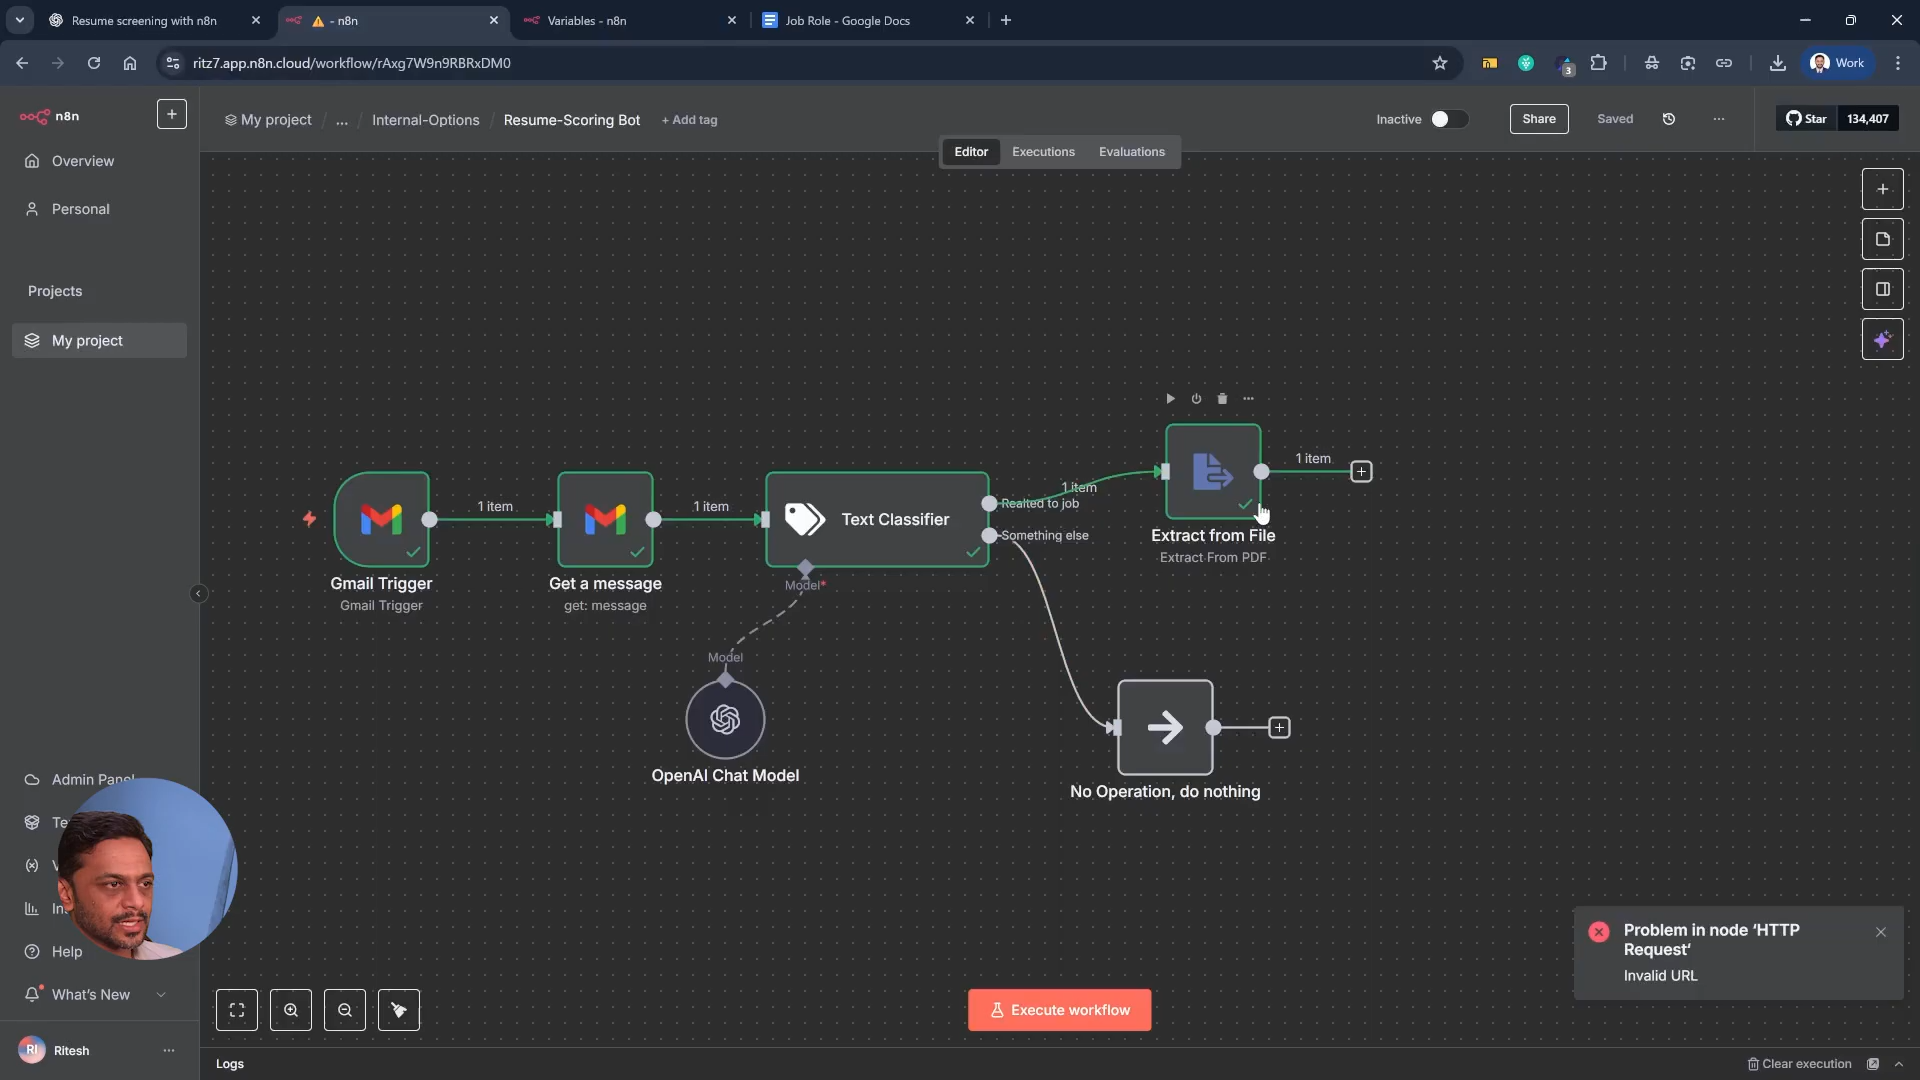 Resume screening with n8n
- n8n
Variables - n8n
Job Role - Google Docs
ritz7.app.n8n.cloud/workflow/rAxg7W9n9RBRxDM0
3
Work
n8n
My project / ... / Internal-Options / Resume-Scoring Bot + Add tag
Inactive
Share
Saved
Star 134,407
Editor
Executions
Evaluations
Overview
Personal
Projects
My project
1 item
1 item
1 item
1 item
Text Classifier
Realted to job
Something else
Extract from File
Extract From PDF
Gmail Trigger
Gmail Trigger
Get a message
get: message
Model*
Model
OpenAI Chat Model
No Operation, do nothing
Admin Panel
Help
What's New
Problem in node ‘HTTP
Request‘
Invalid URL
Execute workflow
RI
Ritesh
Logs
Clear execution